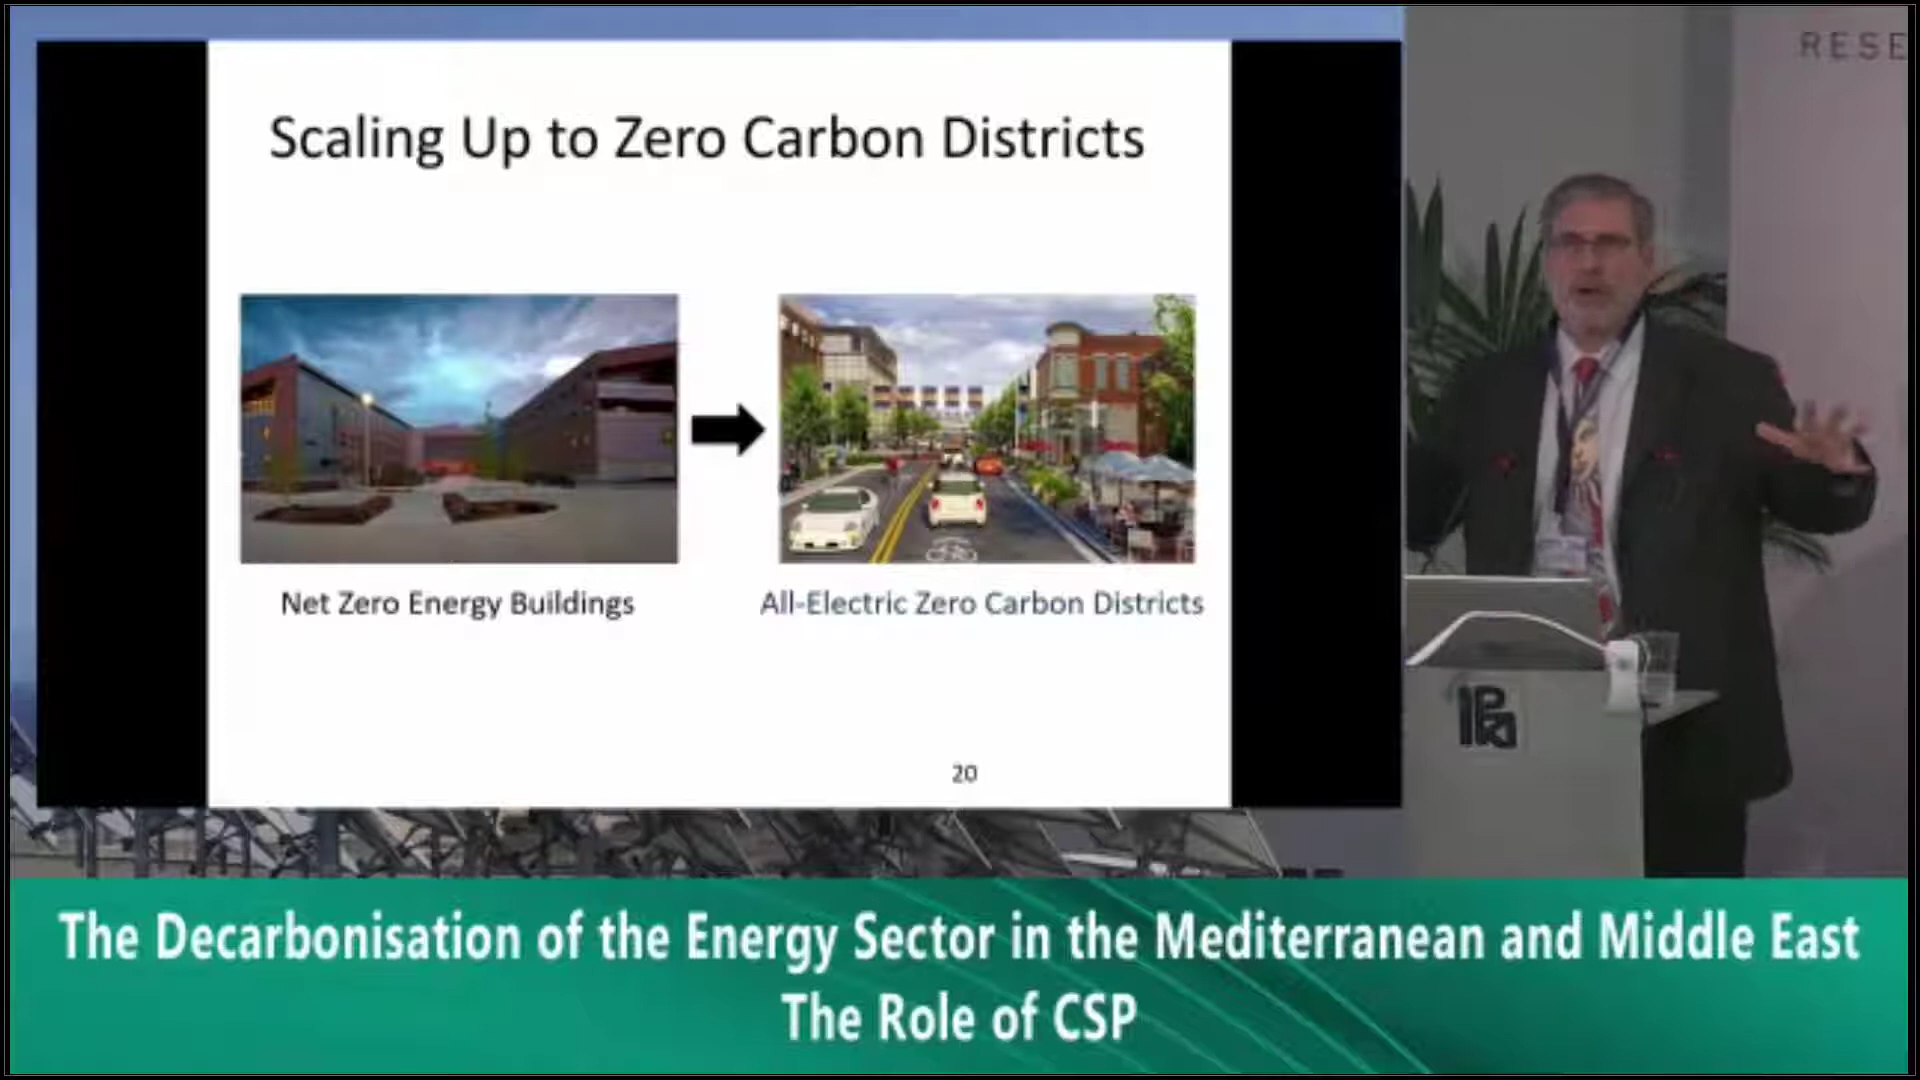 RESE
Scaling Up to Zero Carbon Districts
Net Zero Energy Buildings
All-Electric Zero Carbon Districts
20
The Decarbonisation of the Energy Sector in the Mediterranean and Middle East
The Role of CSP